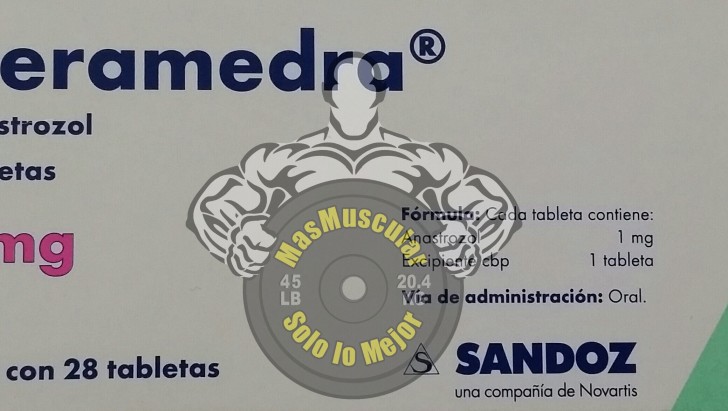 eramedra®
strozol
etas
mg
Fórmula: Cada tableta contiene:
Anastrozol 1 mg
Excipiente cbp 1 tableta
Vía de administración: Oral.
con 28 tabletas
SANDOZ
una compañía de Novartis
MasMuscular
45 LB
20.4 KG
Solo lo Mejor